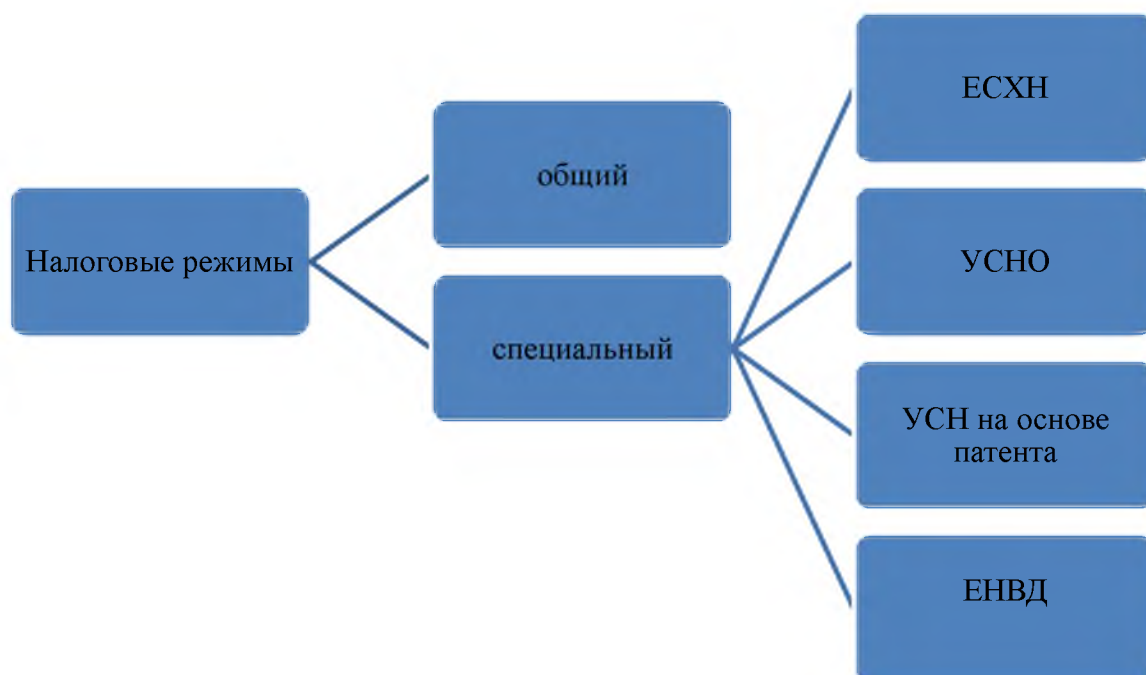 Налоговые режимы
общий
специальный
ЕСХН
УСНО
УСН на основе
патента
ЕНВД